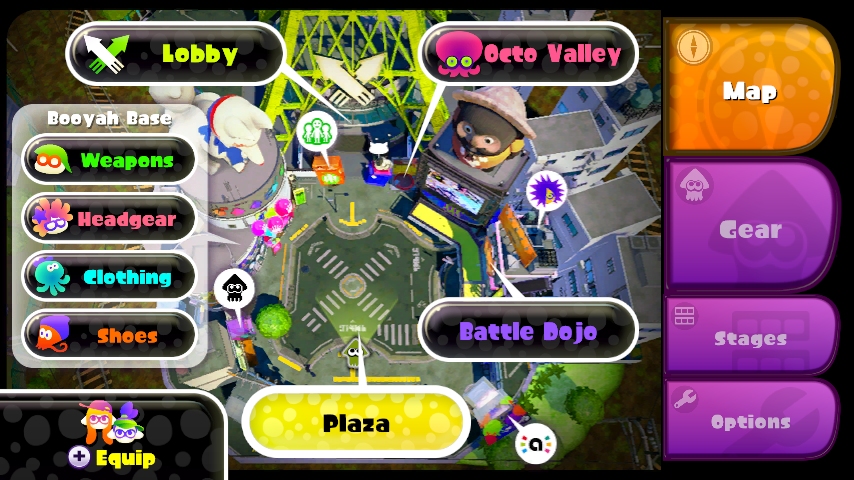 Lobby
Octo Valley
Booyah Base
Weapons
Headgear
Clothing
Shoes
Battle Dojo
Plaza
Equip
Map
Gear
Stages
Options
a